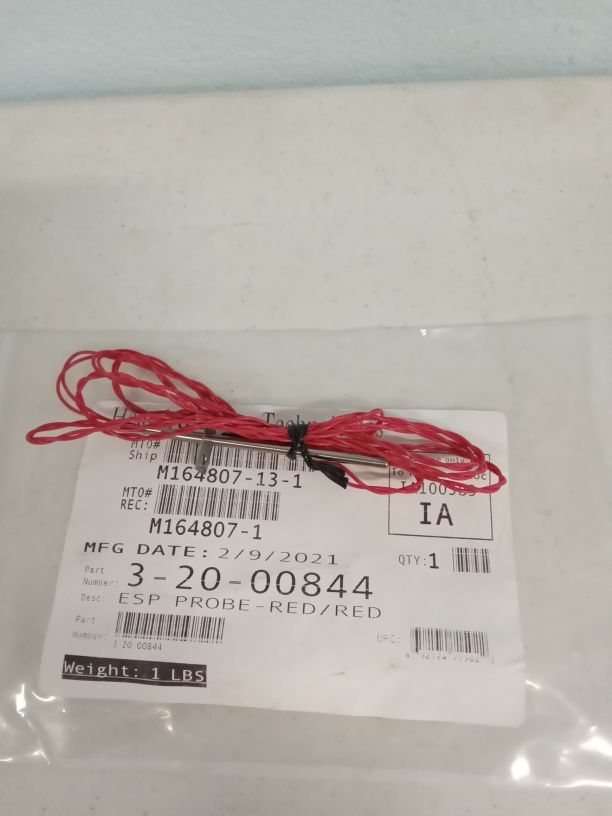 MTO#
Ship
M164807-13-1
MTO#
REC:
M164807-1
IA
MFG DATE: 2/9/2021
QTY:1
Part
Number: 3-20-00844
Desc: ESP PROBE-RED/RED
Part
Number:
3-20-00844
UPC:
Weight: 1 LBS